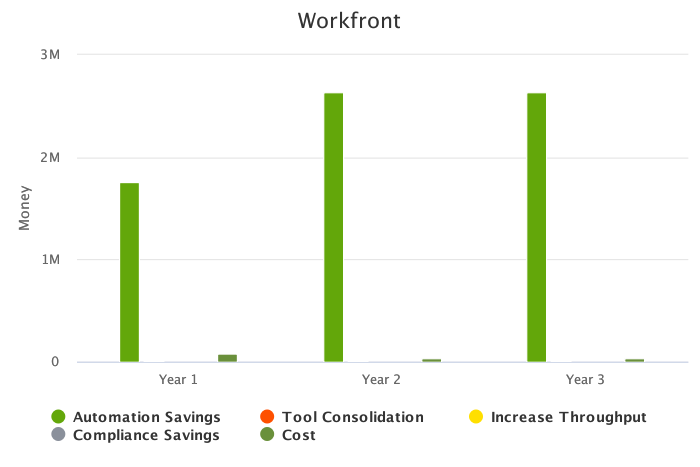 Workfront
3M
2M
1M
0
Money
Year 1
Year 2
Year 3
Automation Savings
Tool Consolidation
Increase Throughput
Compliance Savings
Cost